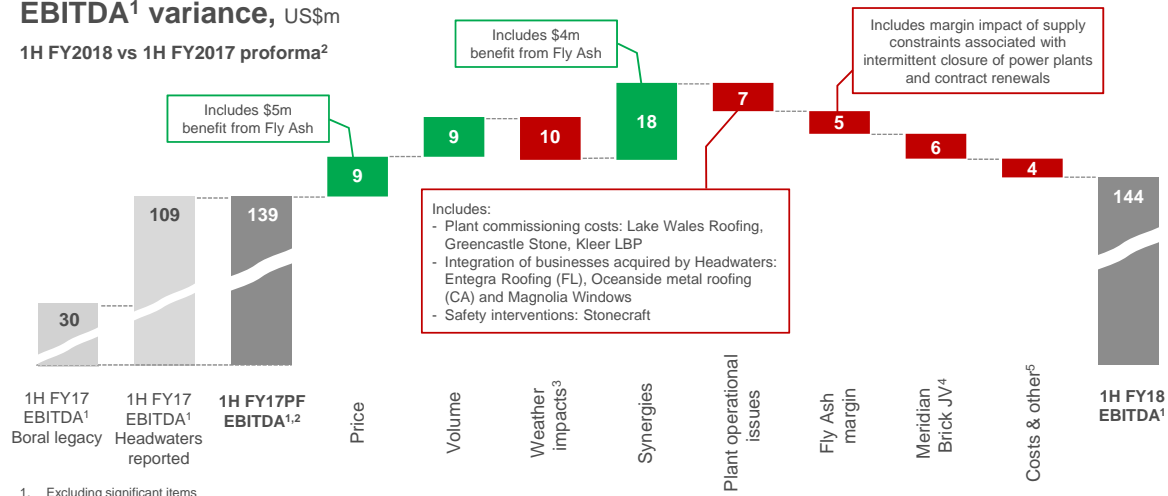 EBITDA¹ variance, US$m
1H FY2018 vs 1H FY2017 proforma²
Includes $5m
benefit from Fly Ash
Includes $4m
benefit from Fly Ash
Includes margin impact of supply
constraints associated with
intermittent closure of power plants
and contract renewals
30
109
139
9
9
10
18
7
5
6
4
144
Includes:
- Plant commissioning costs: Lake Wales Roofing,
Greencastle Stone, Kleer LBP
- Integration of businesses acquired by Headwaters:
Entegra Roofing (FL), Oceanside metal roofing
(CA) and Magnolia Windows
- Safety interventions: Stonecraft
1H FY17
EBITDA¹
Boral legacy
1H FY17
EBITDA¹
Headwaters
reported
1H FY17PF
EBITDA¹,²
Price
Volume
Weather
impacts³
Synergies
Plant operational
issues
Fly Ash
margin
Meridian
Brick JV⁴
Costs & other⁵
1H FY18
EBITDA¹
1. Excluding significant items